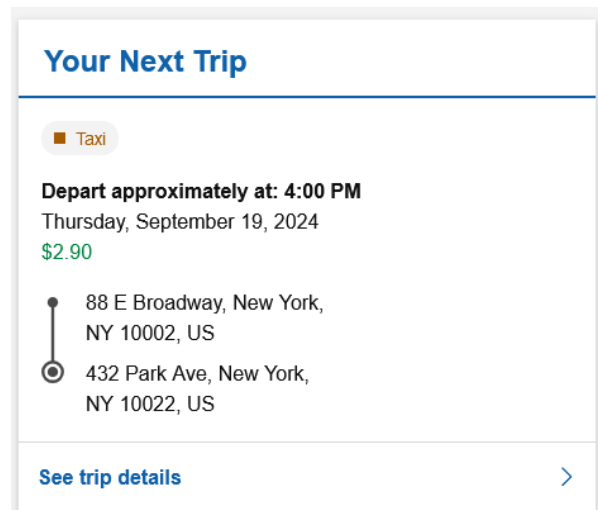 Your Next Trip
Taxi
Depart approximately at: 4:00 PM
Thursday, September 19, 2024
$2.90
88 E Broadway, New York,
NY 10002, US
432 Park Ave, New York,
NY 10022, US
See trip details